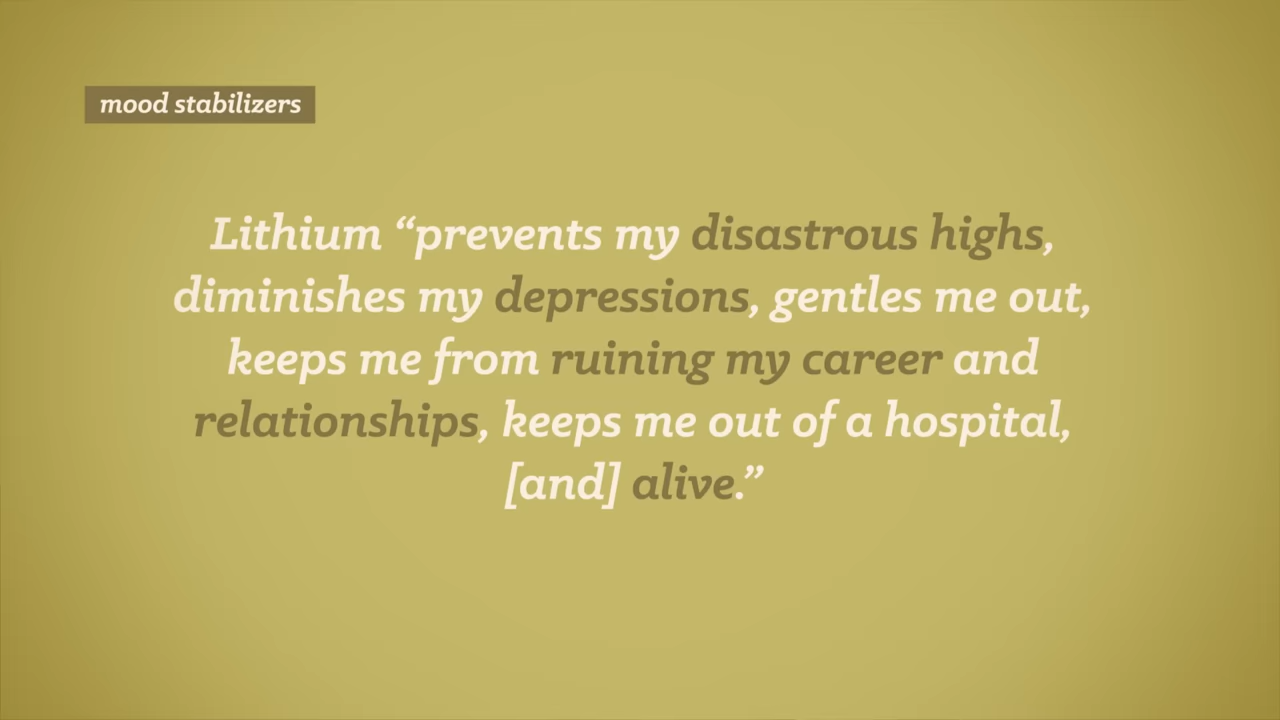 mood stabilizers
Lithium “prevents my disastrous highs,
diminishes my depressions, gentles me out,
keeps me from ruining my career and
relationships, keeps me out of a hospital,
[and] alive.”